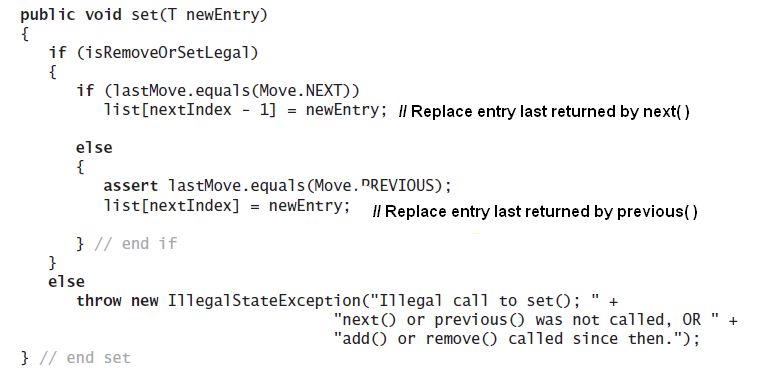 public void set(T newEntry)
{
if (isRemoveOrSetLegal)
{
if (lastMove.equals(Move.NEXT))
list[nextIndex - 1] = newEntry; // Replace entry last returned by next( )
else
{
assert lastMove.equals(Move.PREVIOUS);
list[nextIndex] = newEntry; // Replace entry last returned by previous( )
} // end if
}
else
throw new IllegalStateException("Illegal call to set(); " +
"next() or previous() was not called, OR " +
"add() or remove() called since then.");
} // end set